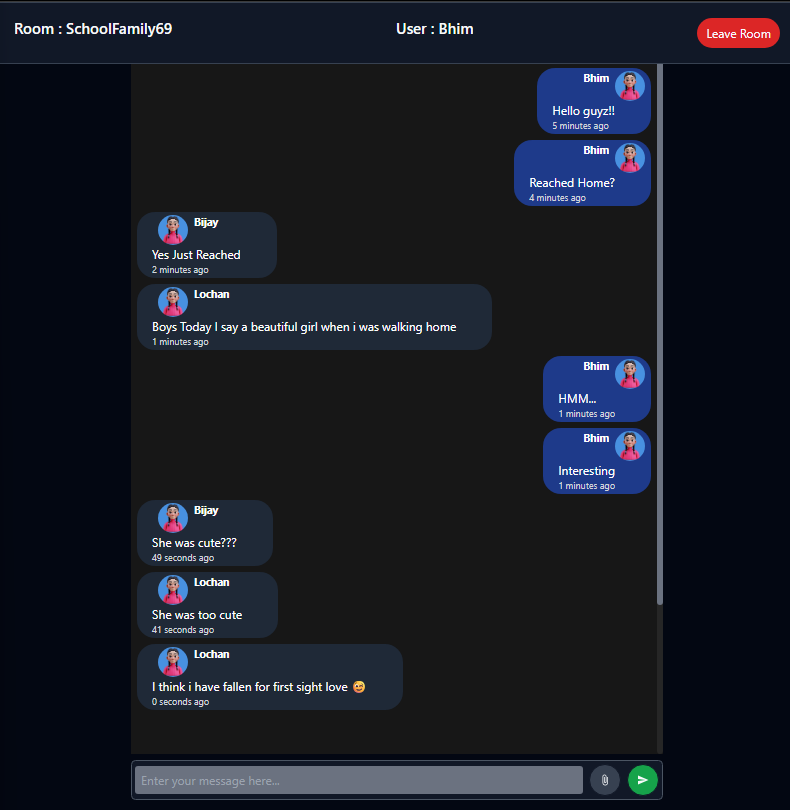 Room : SchoolFamily69
User : Bhim
Leave Room
Bhim
Hello guyz!!
5 minutes ago
Bhim
Reached Home?
4 minutes ago
Bijay
Yes Just Reached
2 minutes ago
Lochan
Boys Today I say a beautiful girl when i was walking home
1 minutes ago
Bhim
HMM...
1 minutes ago
Bhim
Interesting
1 minutes ago
Bijay
She was cute???
49 seconds ago
Lochan
She was too cute
41 seconds ago
Lochan
I think i have fallen for first sight love 😉
0 seconds ago
Enter your message here...